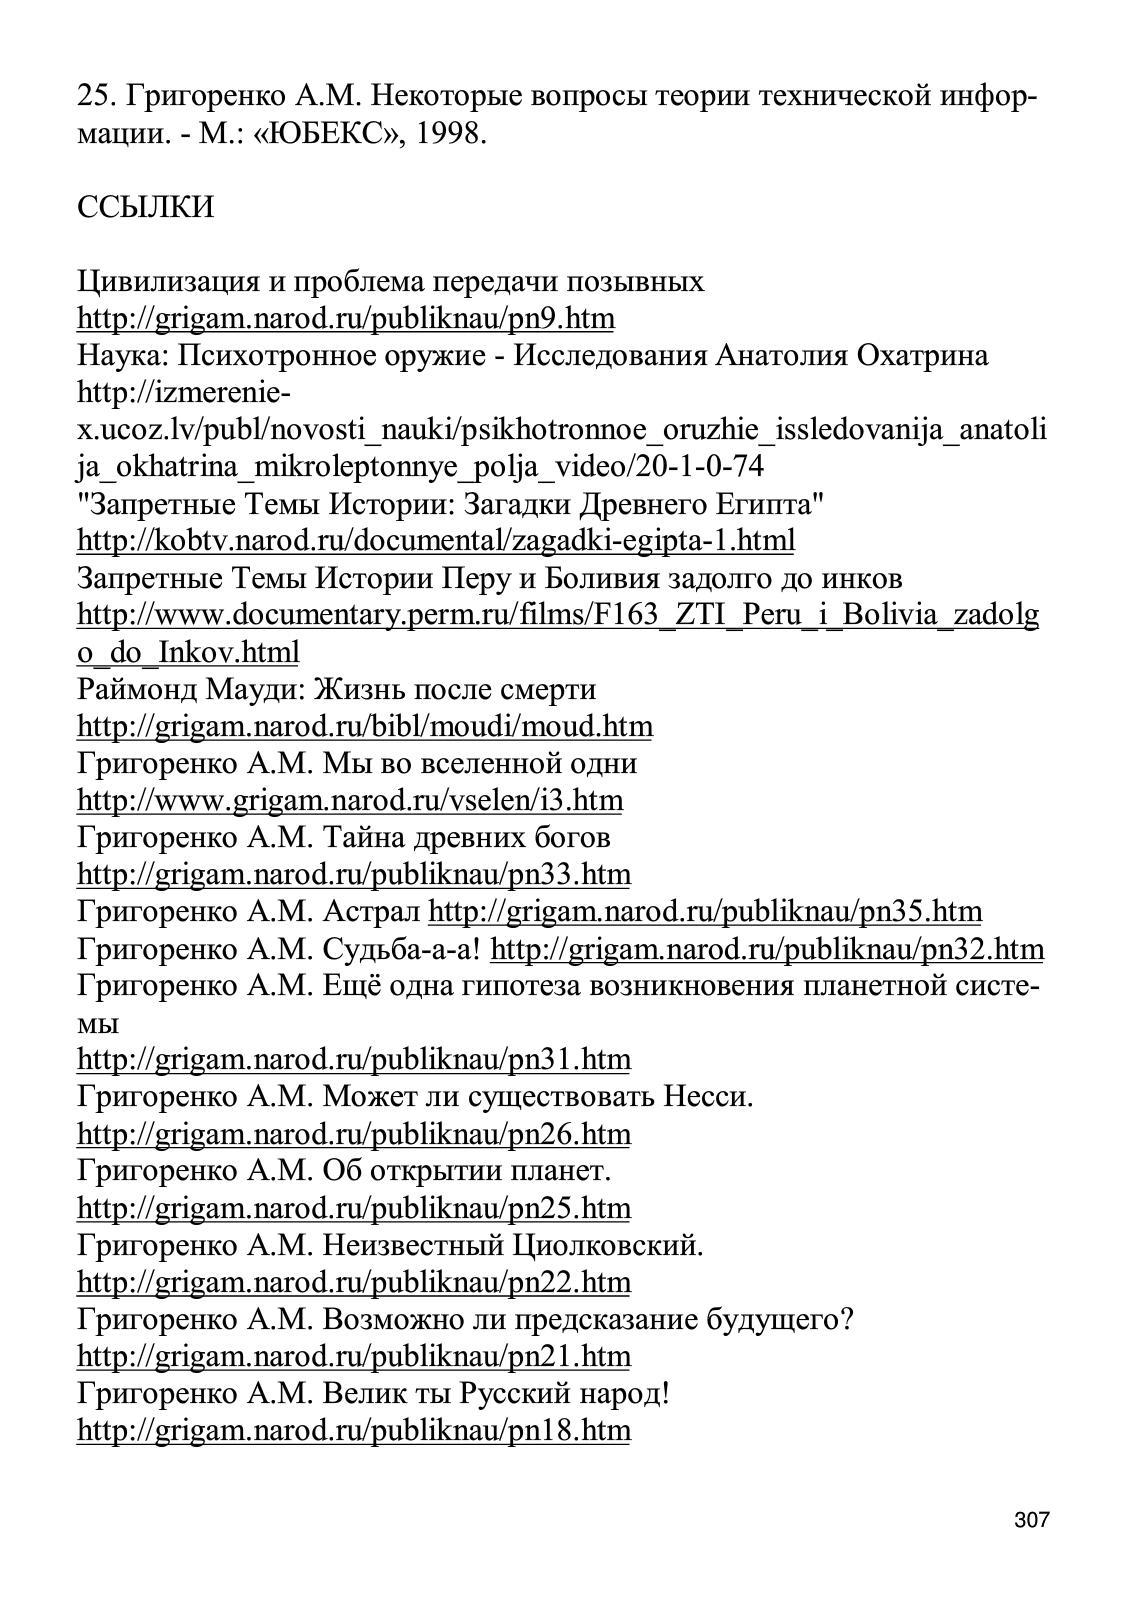 25. Григоренко А.М. Некоторые вопросы теории технической инфор-
мации. - М.: «ЮБЕКС», 1998.
ССЫЛКИ
Цивилизация и проблема передачи позывных
http://grigam.narod.ru/publiknau/pn9.htm
Наука: Психотронное оружие - Исследования Анатолия Охатрина
http://izmerenie-
x.ucoz.lv/publ/novosti_nauki/psikhotronnoe_oruzhie_issledovanija_anatoli
ja_okhatrina_mikroleptonnye_polja_video/20-1-0-74
"Запретные Темы Истории: Загадки Древнего Египта"
http://kobtv.narod.ru/documental/zagadki-egipta-1.html
Запретные Темы Истории Перу и Боливия задолго до инков
http://www.documentary.perm.ru/films/F163_ZTI_Peru_i_Bolivia_zadolg
o_do_Inkov.html
Раймонд Мауди: Жизнь после смерти
http://grigam.narod.ru/bibl/moudi/moud.htm
Григоренко А.М. Мы во вселенной одни
http://www.grigam.narod.ru/vselen/i3.htm
Григоренко А.М. Тайна древних богов
http://grigam.narod.ru/publiknau/pn33.htm
Григоренко А.М. Астрал http://grigam.narod.ru/publiknau/pn35.htm
Григоренко А.М. Судьба-а-а! http://grigam.narod.ru/publiknau/pn32.htm
Григоренко А.М. Ещё одна гипотеза возникновения планетной систе-
мы
http://grigam.narod.ru/publiknau/pn31.htm
Григоренко А.М. Может ли существовать Несси.
http://grigam.narod.ru/publiknau/pn26.htm
Григоренко А.М. Об открытии планет.
http://grigam.narod.ru/publiknau/pn25.htm
Григоренко А.М. Неизвестный Циолковский.
http://grigam.narod.ru/publiknau/pn22.htm
Григоренко А.М. Возможно ли предсказание будущего?
http://grigam.narod.ru/publiknau/pn21.htm
Григоренко А.М. Велик ты Русский народ!
http://grigam.narod.ru/publiknau/pn18.htm
307